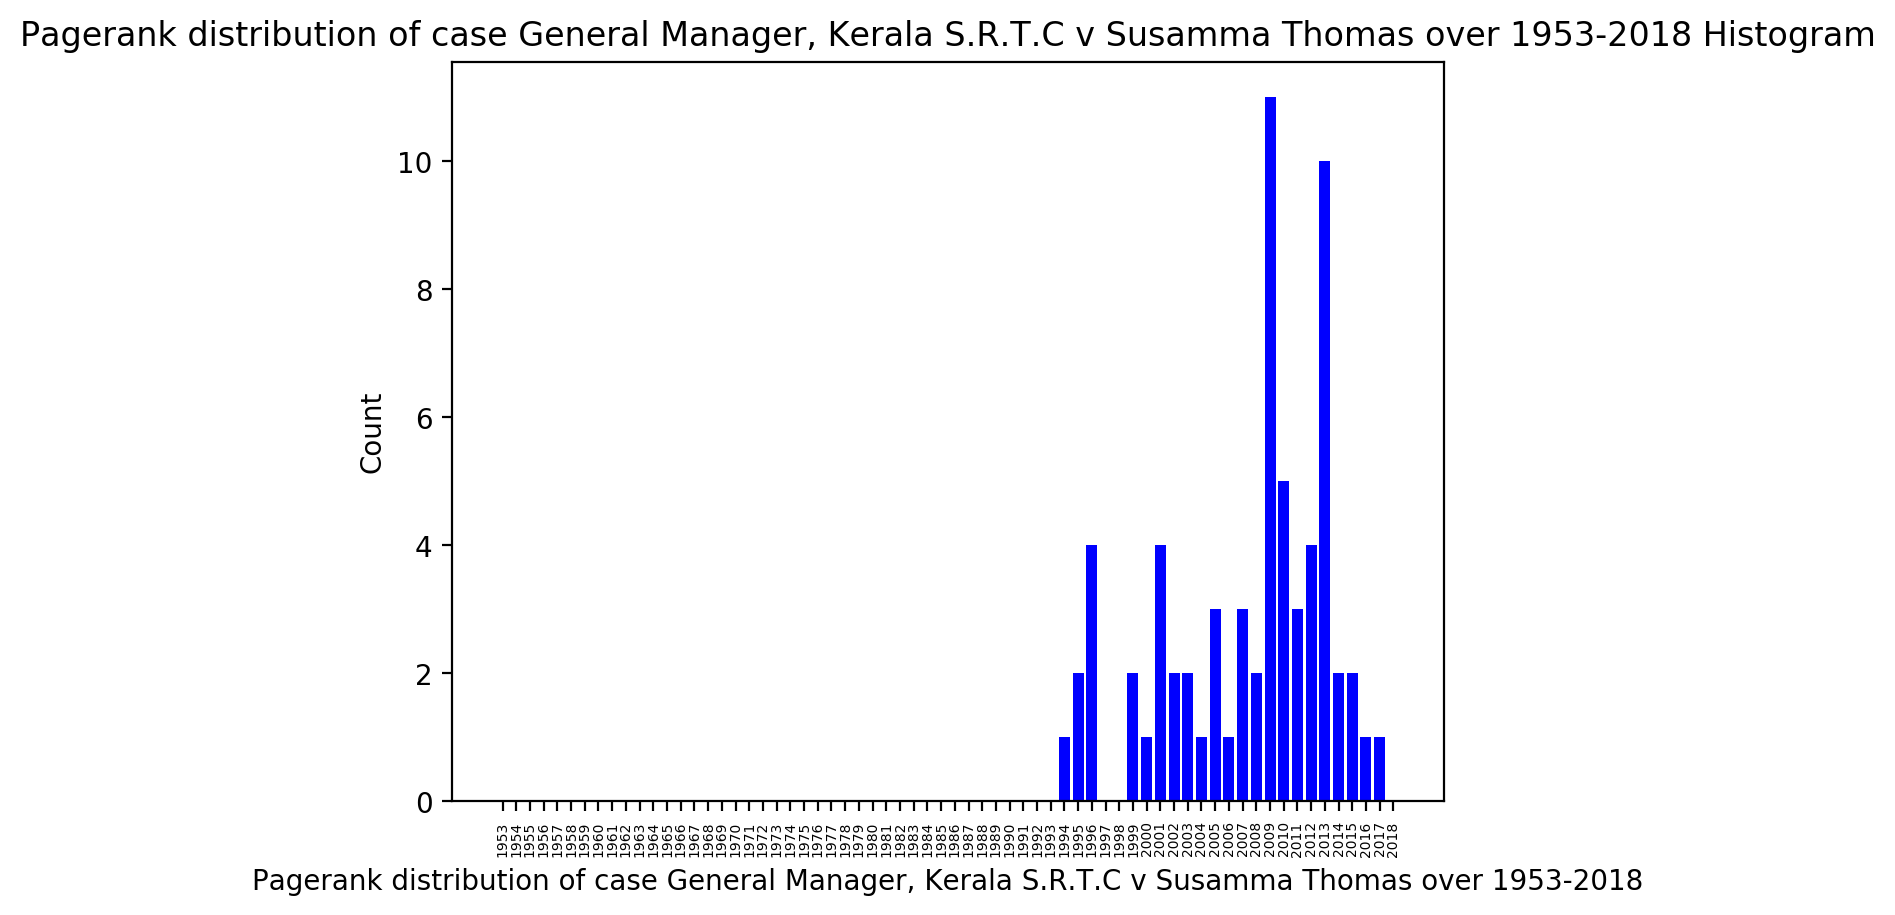 Pagerank distribution of case General Manager, Kerala S.R.T.C v Susamma Thomas over 1953-2018 Histogram
10
8
6
4
2
0
Count
1953 1954 1955 1956 1957 1958 1959 1960 1961 1962 1963 1964 1965 1966 1967 1968 1969 1970 1971 1972 1973 1974 1975 1976 1977 1978 1979 1980 1981 1982 1983 1984 1985 1986 1987 1988 1989 1990 1991 1992 1993 1994 1995 1996 1997 1998 1999 2000 2001 2002 2003 2004 2005 2006 2007 2008 2009 2010 2011 2012 2013 2014 2015 2016 2017 2018
Pagerank distribution of case General Manager, Kerala S.R.T.C v Susamma Thomas over 1953-2018